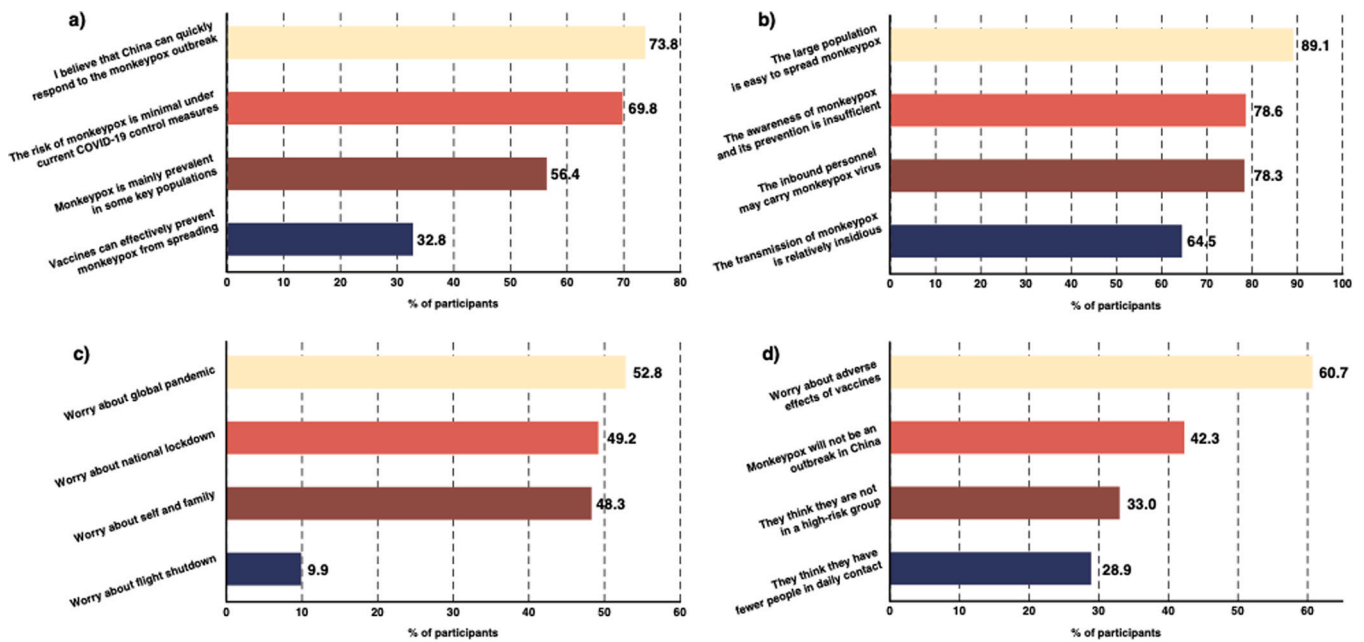 a)
I believe that China can quickly
respond to the monkeypox outbreak
73.8
The risk of monkeypox is minimal under
current COVID-19 control measures
69.8
Monkeypox is mainly prevalent
in some key populations
56.4
Vaccines can effectively prevent
monkeypox from spreading
32.8
0 10 20 30 40 50 60 70 80
% of participants
b)
The large population
is easy to spread monkeypox
89.1
The awareness of monkeypox
and its prevention is insufficient
78.6
The inbound personnel
may carry monkeypox virus
78.3
The transmission of monkeypox
is relatively insidious
64.5
0 10 20 30 40 50 60 70 80 90 100
% of participants
c)
Worry about global pandemic
52.8
Worry about national lockdown
49.2
Worry about self and family
48.3
Worry about flight shutdown
9.9
0 10 20 30 40 50 60
% of participants
d)
Worry about adverse
effects of vaccines
60.7
Monkeypox will not be an
outbreak in China
42.3
They think they are not
in a high-risk group
33.0
They think they have
fewer people in daily contact
28.9
0 10 20 30 40 50 60
% of participants